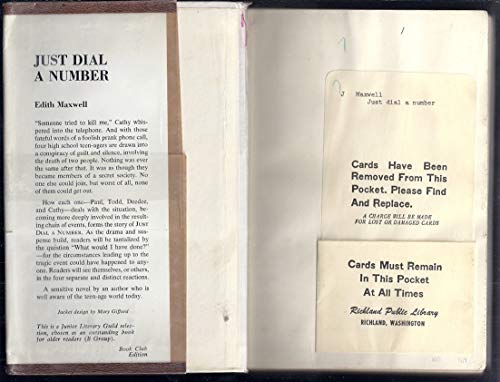 JUST DIAL
A NUMBER
Edith Maxwell
"Someone tried to kill me," Cathy whis-
pered into the telephone. And with those
fateful words of a foolish prank phone call,
four high school teen-agers are drawn into
a conspiracy of guilt and silence, involving
the death of two people. Nothing was ever
the same after that. It was as though they
became members of a secret society. No
one else could join, but worst of all, none
of them could get out.
How each one—Paul, Todd, Deedee,
and Cathy—deals with the situation, be-
coming more deeply involved in the result-
ing chain of events, forms the story of JUST
DIAL A NUMBER. As the drama and sus-
pense build, readers will be tantalized by
the question "What would I have done?"
—for the circumstances leading up to the
tragic event could have happened to any-
one. Readers will see themselves, or others,
in the four separate and distinct reactions.
A sensitive novel by an author who is
well aware of the teen-age world today.
Jacket design by Mary Gifford
This is a Junior Literary Guild selec-
tion, chosen as an outstanding book
for older readers (B Group).
Book Club
Edition
J Maxwell
Just dial a number
Cards Have Been
Removed From This
Pocket. Please Find
And Replace.
A CHARGE WILL BE MADE
FOR LOST OR DAMAGED CARDS
Cards Must Remain
In This Pocket
At All Times
Richland Public Library
RICHLAND, WASHINGTON